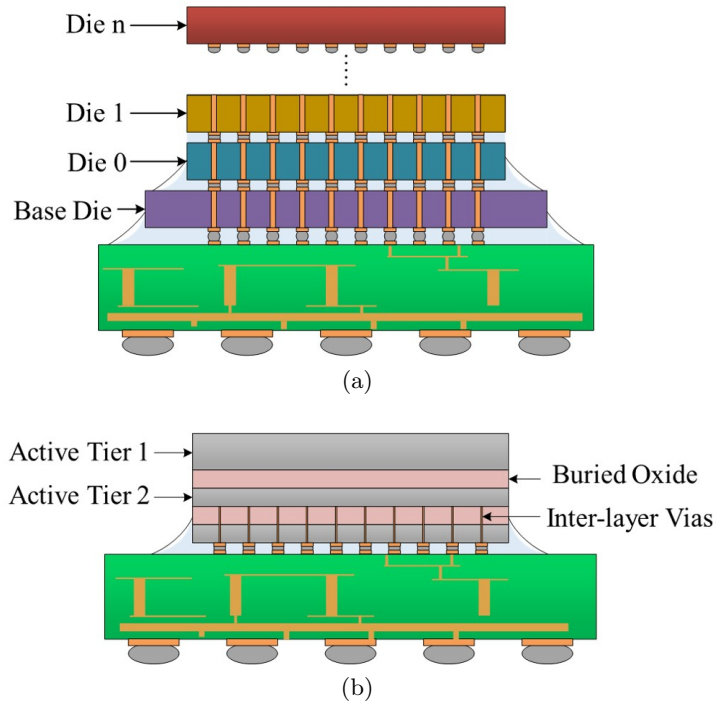 Die n
Die 1
Die 0
Base Die
(a)
Active Tier 1
Buried Oxide
Active Tier 2
Inter-layer Vias
(b)